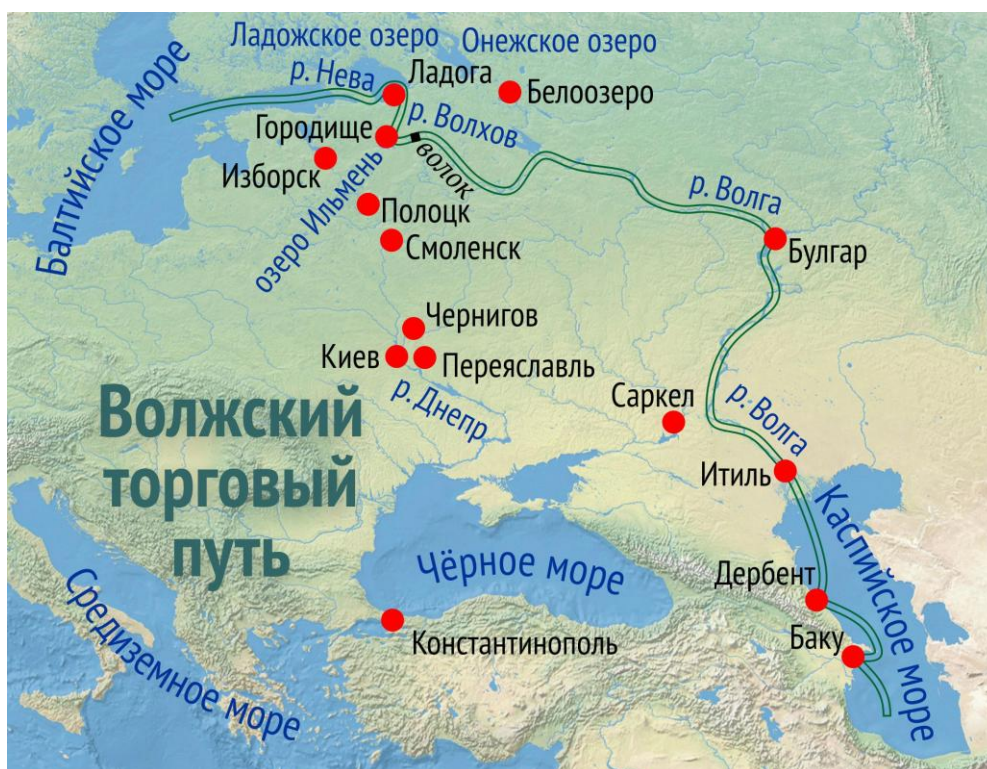 Ладожское озеро
Онежское озеро
р. Нева
Ладога
Белоозеро
Балтийское море
Городище
р. Волхов
волок
Изборск
озеро Ильмень
Полоцк
Смоленск
р. Волга
Булгар
Чернигов
Киев
Переяславль
р. Днепр
Волжский
торговый
путь
Саркел
р. Волга
Итиль
Каспийское море
Чёрное море
Дербент
Баку
Средиземное море
Константинополь